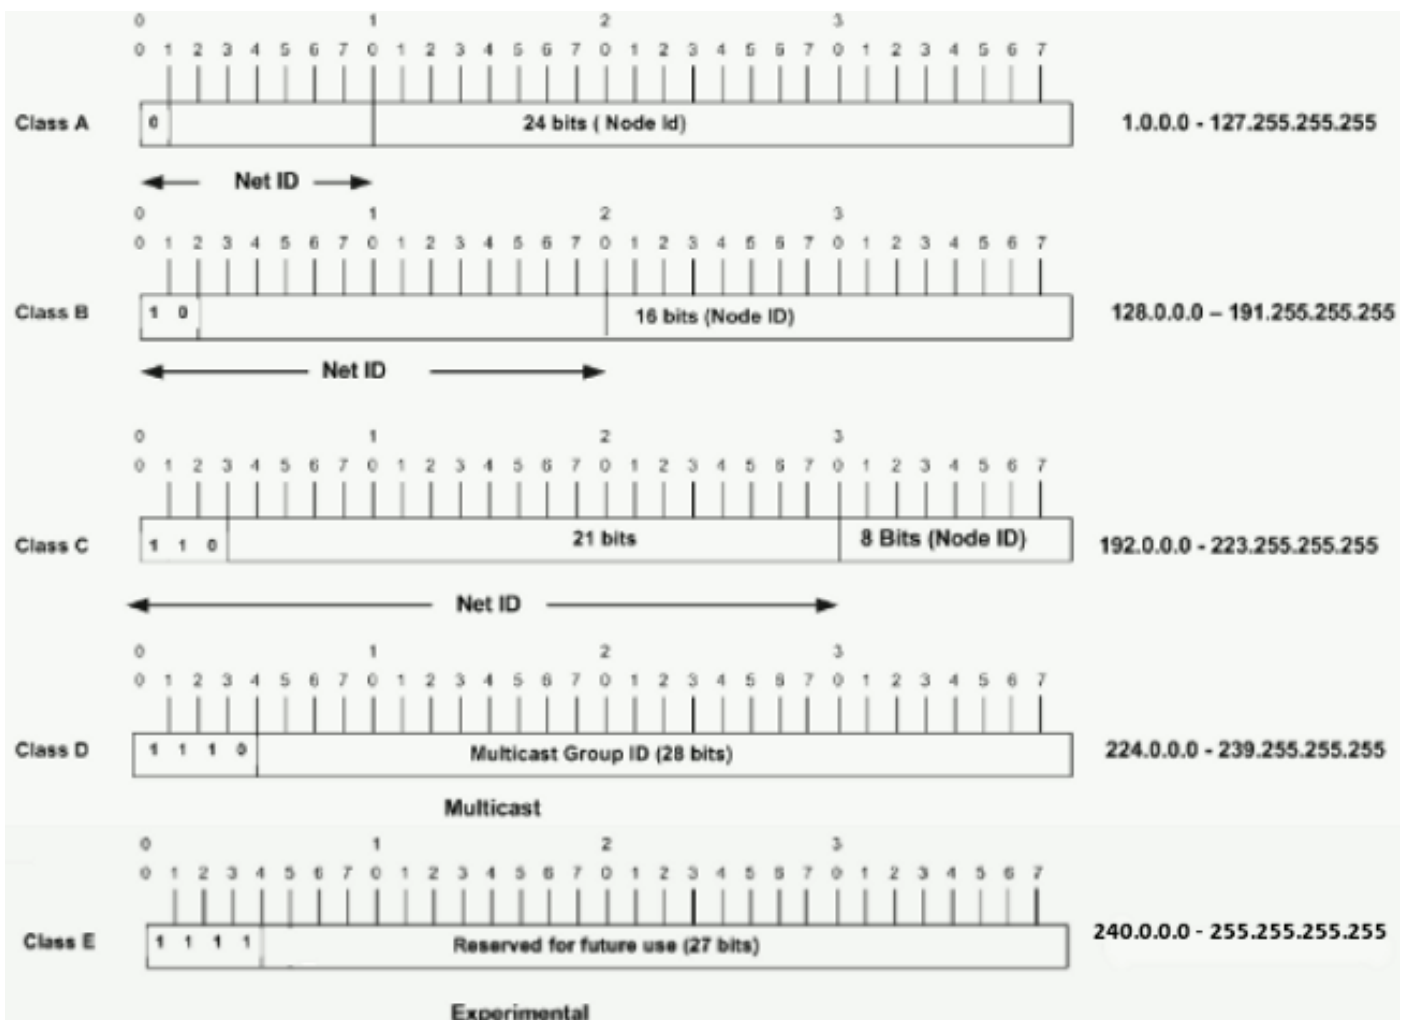 0 1 2 3
0 1 2 3 4 5 6 7 0 1 2 3 4 5 6 7 0 1 2 3 4 5 6 7 0 1 2 3 4 5 6 7
Class A 0 24 bits ( Node Id) 1.0.0.0 - 127.255.255.255
Net ID
0 1 2 3
0 1 2 3 4 5 6 7 0 1 2 3 4 5 6 7 0 1 2 3 4 5 6 7 0 1 2 3 4 5 6 7
Class B 1 0 16 bits (Node ID) 128.0.0.0 – 191.255.255.255
Net ID
0 1 2 3
0 1 2 3 4 5 6 7 0 1 2 3 4 5 6 7 0 1 2 3 4 5 6 7 0 1 2 3 4 5 6 7
Class C 1 1 0 21 bits 8 Bits (Node ID) 192.0.0.0 - 223.255.255.255
Net ID
0 1 2 3
0 1 2 3 4 5 6 7 0 1 2 3 4 5 6 7 0 1 2 3 4 5 6 7 0 1 2 3 4 5 6 7
Class D 1 1 1 0 Multicast Group ID (28 bits) 224.0.0.0 - 239.255.255.255
Multicast
0 1 2 3
0 1 2 3 4 5 6 7 0 1 2 3 4 5 6 7 0 1 2 3 4 5 6 7 0 1 2 3 4 5 6 7
Class E 1 1 1 1 Reserved for future use (27 bits) 240.0.0.0 - 255.255.255.255
Experimental